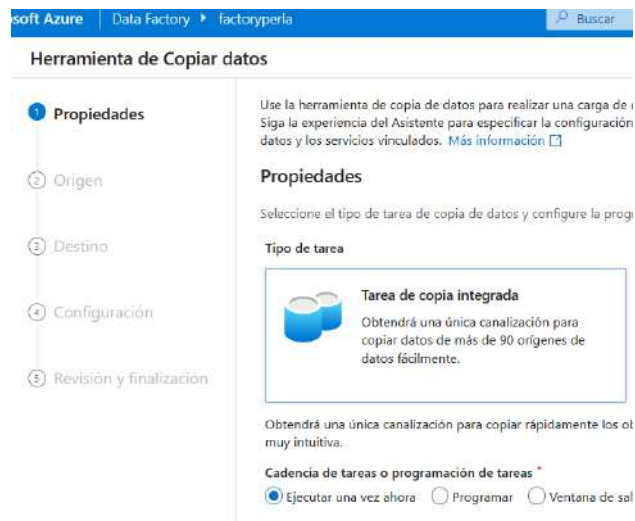 soft Azure | Data Factory ▸ factoryperla Buscar
Herramienta de Copiar datos
1 Propiedades
2 Origen
3 Destino
4 Configuración
5 Revisión y finalización
Use la herramienta de copia de datos para realizar una carga de
Siga la experiencia del Asistente para especificar la configuración
datos y los servicios vinculados. Más información
Propiedades
Seleccione el tipo de tarea de copia de datos y configure la prog
Tipo de tarea
Tarea de copia integrada
Obtendrá una única canalización para
copiar datos de más de 90 orígenes de
datos fácilmente.
Obtendrá una única canalización para copiar rápidamente los ob
muy intuitiva.
Cadencia de tareas o programación de tareas *
Ejecutar una vez ahora Programar Ventana de sal